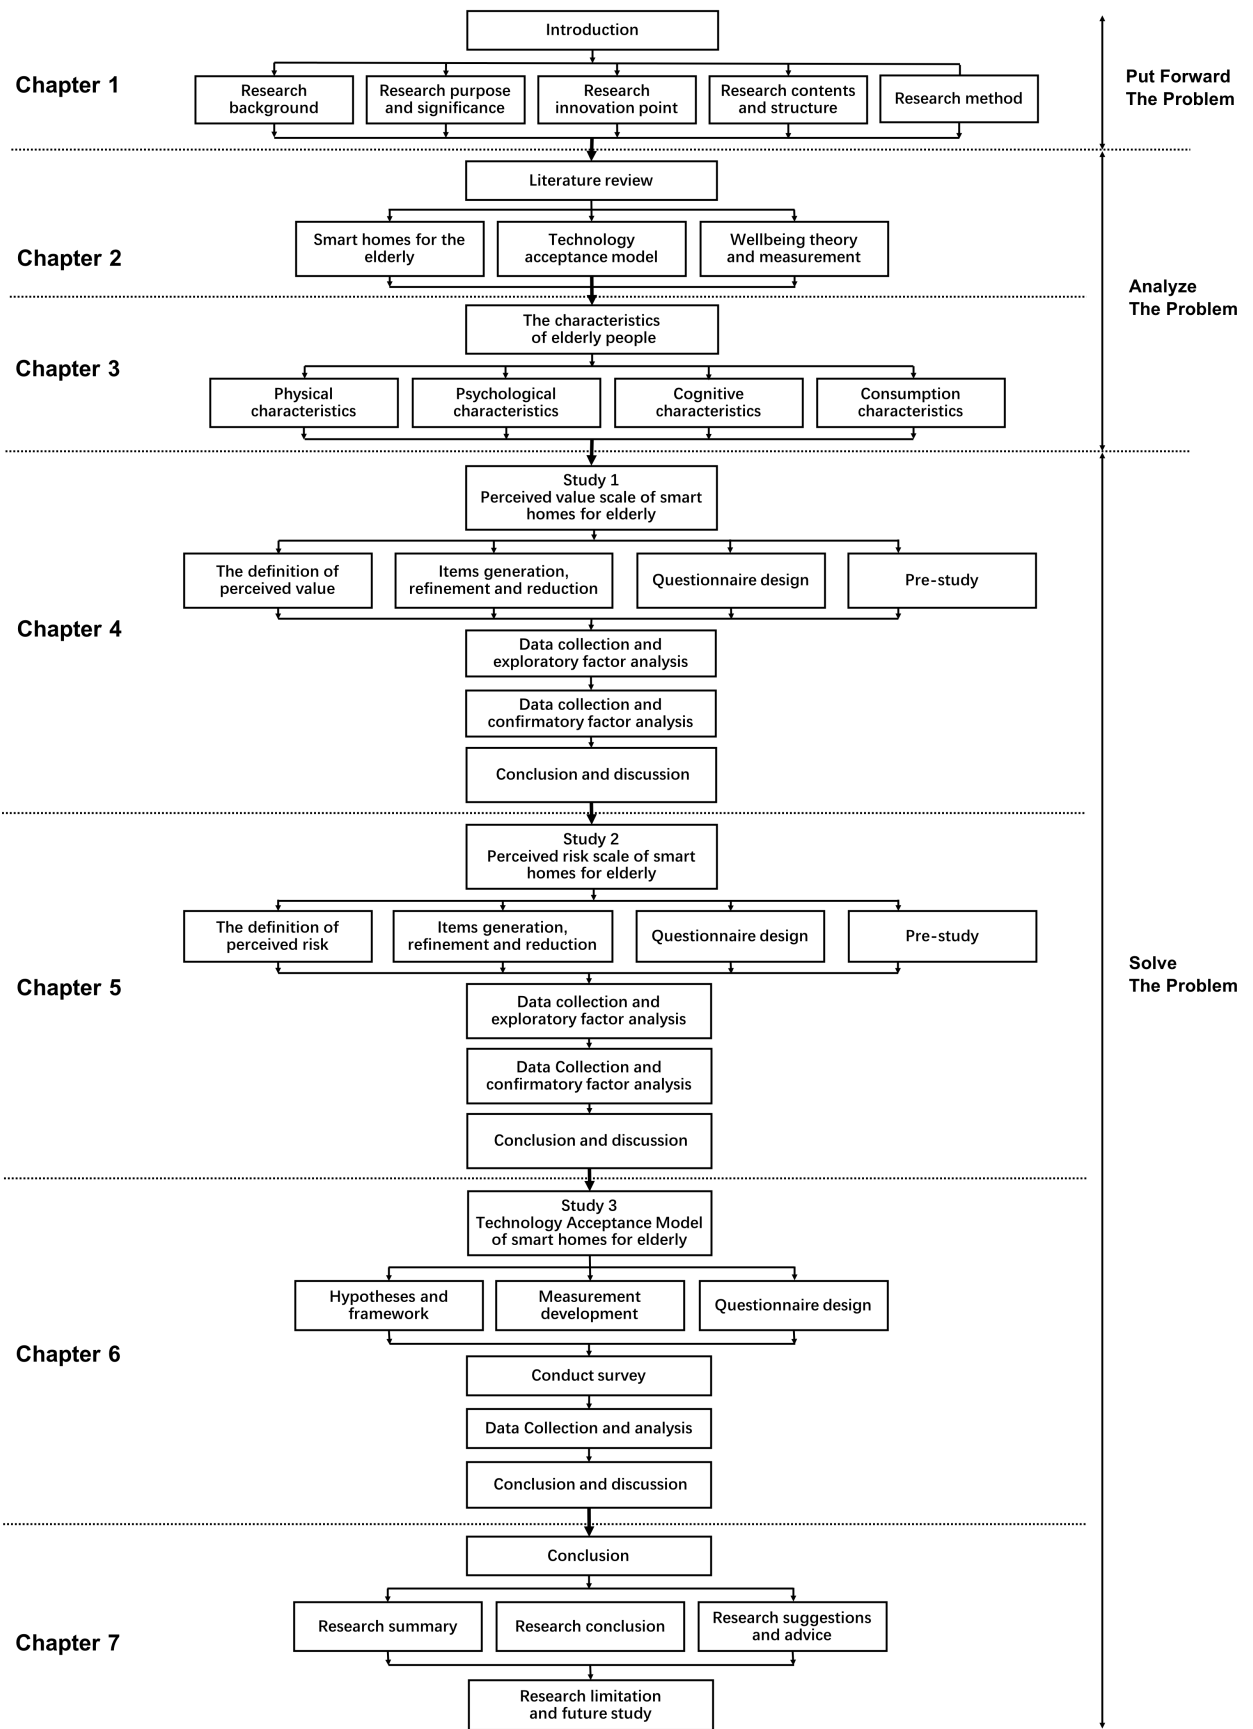 Introduction
Chapter 1
Research
background
Research purpose
and significance
Research
innovation point
Research contents
and structure
Research method
Put Forward
The Problem
Literature review
Chapter 2
Smart homes for the
elderly
Technology
acceptance model
Wellbeing theory
and measurement
Analyze
The Problem
The characteristics
of elderly people
Chapter 3
Physical
characteristics
Psychological
characteristics
Cognitive
characteristics
Consumption
characteristics
Study 1
Perceived value scale of smart
homes for elderly
The definition of
perceived value
Items generation,
refinement and reduction
Questionnaire design
Pre-study
Chapter 4
Data collection and
exploratory factor analysis
Data collection and
confirmatory factor analysis
Conclusion and discussion
Study 2
Perceived risk scale of smart
homes for elderly
The definition of
perceived risk
Items generation,
refinement and reduction
Questionnaire design
Pre-study
Solve
The Problem
Chapter 5
Data collection and
exploratory factor analysis
Data Collection and
confirmatory factor analysis
Conclusion and discussion
Study 3
Technology Acceptance Model
of smart homes for elderly
Hypotheses and
framework
Measurement
development
Questionnaire design
Chapter 6
Conduct survey
Data Collection and analysis
Conclusion and discussion
Conclusion
Chapter 7
Research summary
Research conclusion
Research suggestions
and advice
Research limitation
and future study